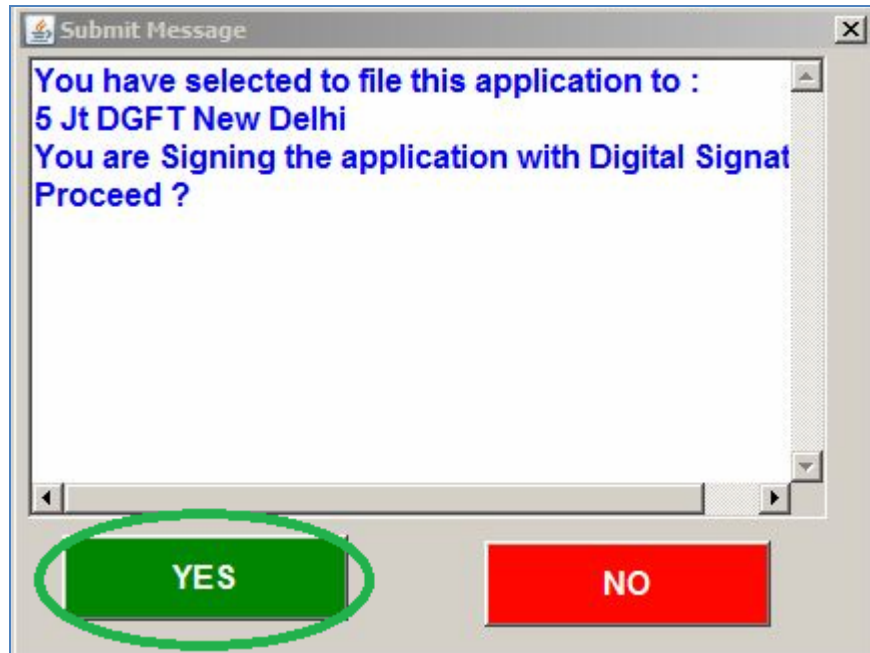 Submit Message
You have selected to file this application to :
5 Jt DGFT New Delhi
You are Signing the application with Digital Signat
Proceed ?
YES
NO